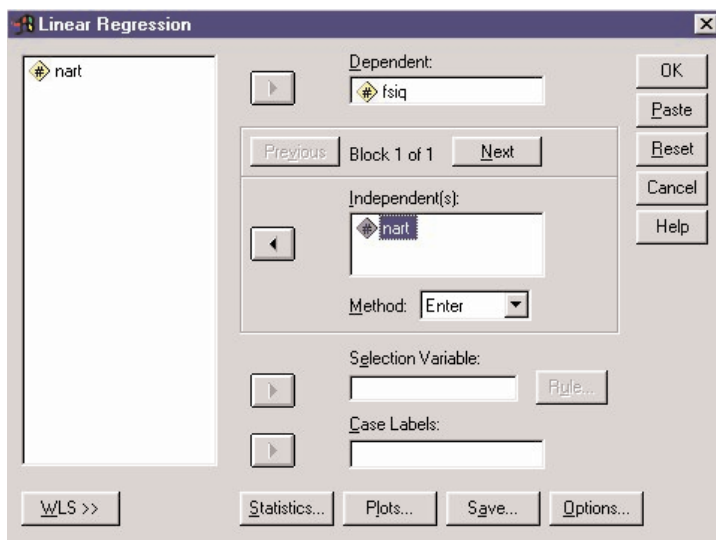 Linear Regression
nart
Dependent:
fsiq
OK
Paste
Reset
Cancel
Help
Previous
Block 1 of 1
Next
Independent(s):
nart
Method:
Enter
Selection Variable:
Rule...
Case Labels:
WLS >>
Statistics...
Plots...
Save...
Options...